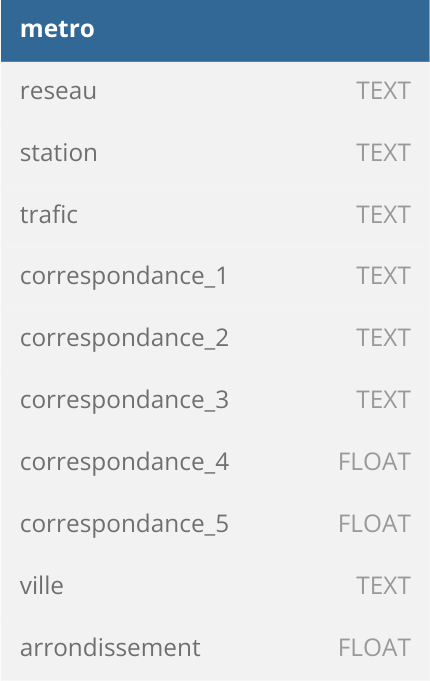 metro
reseau TEXT
station TEXT
trafic TEXT
correspondance_1 TEXT
correspondance_2 TEXT
correspondance_3 TEXT
correspondance_4 FLOAT
correspondance_5 FLOAT
ville TEXT
arrondissement FLOAT